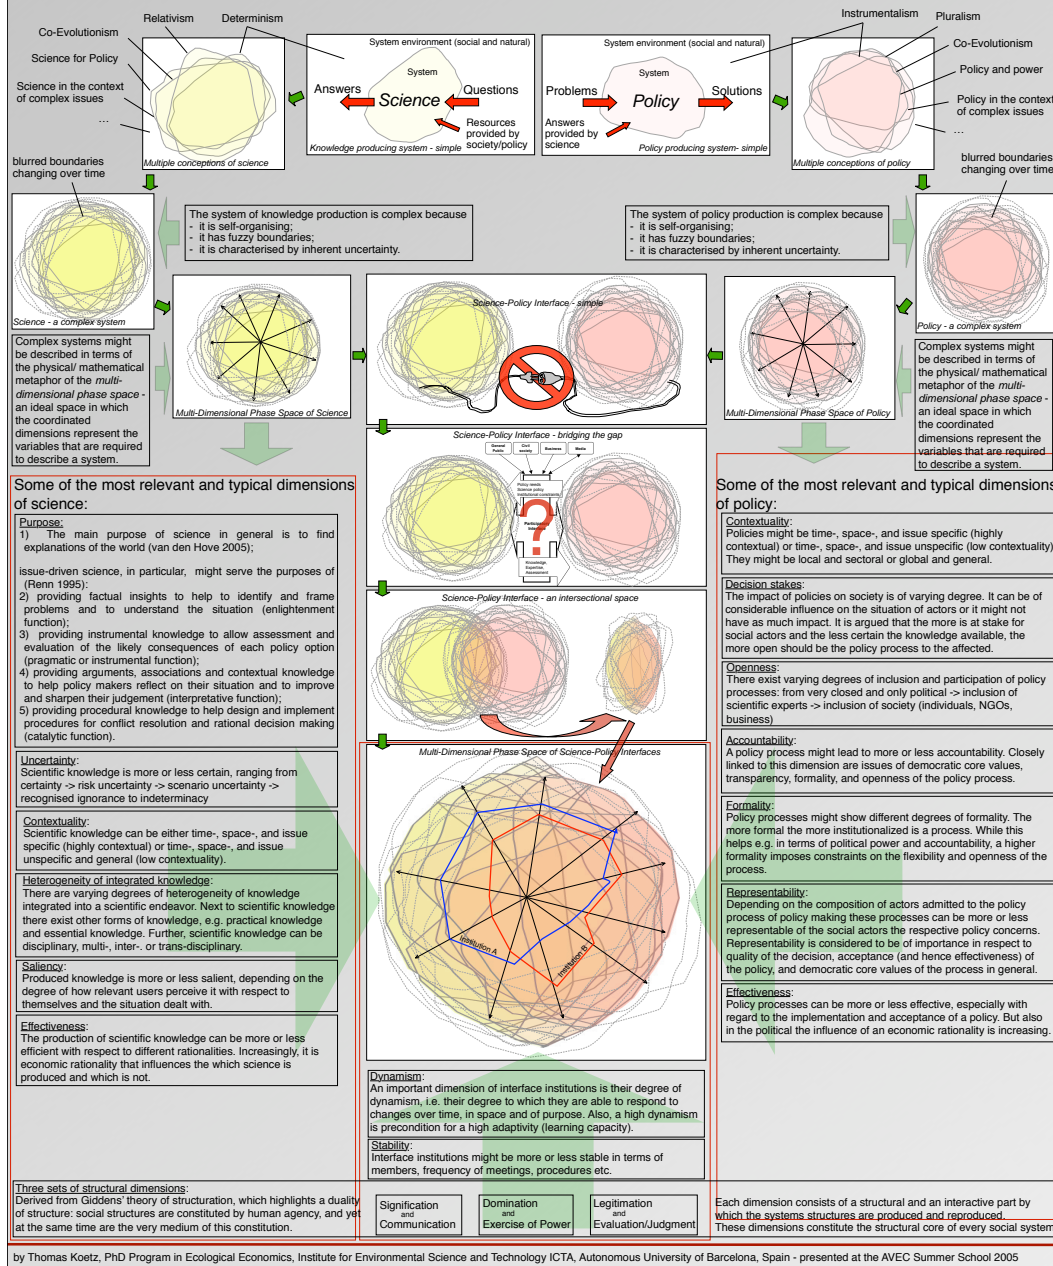 Relativism
Determinism
Co-Evolutionism
Science for Policy
Science in the context
of complex issues
...
Multiple conceptions of science
System environment (social and natural)
System
Answers
Science
Questions
Resources
provided by
society/policy
Knowledge producing system - simple
System environment (social and natural)
System
Problems
Policy
Solutions
Answers
provided by
science
Policy producing system- simple
Instrumentalism
Pluralism
Co-Evolutionism
Policy and power
Policy in the context
of complex issues
...
Multiple conceptions of policy
blurred boundaries
changing over time
Science - a complex system
The system of knowledge production is complex because
- it is self-organising;
- it has fuzzy boundaries;
- it is characterised by inherent uncertainty.
The system of policy production is complex because
- it is self-organising;
- it has fuzzy boundaries;
- it is characterised by inherent uncertainty.
blurred boundaries
changing over time
Policy - a complex system
Complex systems might
be described in terms of
the physical/ mathematical
metaphor of the multi-
dimensional phase space -
an ideal space in which
the coordinated
dimensions represent the
variables that are required
to describe a system.
Multi-Dimensional Phase Space of Science
Science-Policy Interface - simple
Multi-Dimensional Phase Space of Policy
Complex systems might
be described in terms of
the physical/ mathematical
metaphor of the multi-
dimensional phase space -
an ideal space in which
the coordinated
dimensions represent the
variables that are required
to describe a system.
Science-Policy Interface - bridging the gap
General
Public
Civil
society
Business
Media
Policy needs
Science policy
Institutional constraints
?
Knowledge,
Expertise,
Assessment
Science-Policy Interface - an intersectional space
Multi-Dimensional Phase Space of Science-Policy Interfaces
Institution A
Institution B
Some of the most relevant and typical dimensions
of science:
Purpose:
1) The main purpose of science in general is to find
explanations of the world (van den Hove 2005);
issue-driven science, in particular, might serve the purposes of
(Renn 1995):
2) providing factual insights to help to identify and frame
problems and to understand the situation (enlightenment
function);
3) providing instrumental knowledge to allow assessment and
evaluation of the likely consequences of each policy option
(pragmatic or instrumental function);
4) providing arguments, associations and contextual knowledge
to help policy makers reflect on their situation and to improve
and sharpen their judgement (interpretative function);
5) providing procedural knowledge to help design and implement
procedures for conflict resolution and rational decision making
(catalytic function).
Uncertainty:
Scientific knowledge is more or less certain, ranging from
certainty -> risk uncertainty -> scenario uncertainty ->
recognised ignorance to indeterminacy
Contextuality:
Scientific knowledge can be either time-, space-, and issue
specific (highly contextual) or time-, space-, and issue
unspecific and general (low contextuality).
Heterogeneity of integrated knowledge:
There are varying degrees of heterogeneity of knowledge
integrated into a scientific endeavor. Next to scientific knowledge
there exist other forms of knowledge, e.g. practical knowledge
and essential knowledge. Further, scientific knowledge can be
disciplinary, multi-, inter-. or trans-disciplinary.
Saliency:
Produced knowledge is more or less salient, depending on the
degree of how relevant users perceive it with respect to
themselves and the situation dealt with.
Effectiveness:
The production of scientific knowledge can be more or less
efficient with respect to different rationalities. Increasingly, it is
economic rationality that influences the which science is
produced and which is not.
Some of the most relevant and typical dimensions
of policy:
Contextuality:
Policies might be time-, space-, and issue specific (highly
contextual) or time-, space-, and issue unspecific (low contextuality)
They might be local and sectoral or global and general.
Decision stakes:
The impact of policies on society is of varying degree. It can be of
considerable influence on the situation of actors or it might not
have as much impact. It is argued that the more is at stake for
social actors and the less certain the knowledge available, the
more open should be the policy process to the affected.
Openness:
There exist varying degrees of inclusion and participation of policy
processes: from very closed and only political -> inclusion of
scientific experts -> inclusion of society (individuals, NGOs,
business)
Accountability:
A policy process might lead to more or less accountability. Closely
linked to this dimension are issues of democratic core values,
transparency, formality, and openness of the policy process.
Formality:
Policy processes might show different degrees of formality. The
more formal the more institutionalized is a process. While this
helps e.g. in terms of political power and accountability, a higher
formality imposes constraints on the flexibility and openness of the
process.
Representability:
Depending on the composition of actors admitted to the policy
process of policy making these processes can be more or less
representable of the social actors the respective policy concerns.
Representability is considered to be of importance in respect to
quality of the decision, acceptance (and hence effectiveness) of
the policy, and democratic core values of the process in general.
Effectiveness:
Policy processes can be more or less effective, especially with
regard to the implementation and acceptance of a policy. But also
in the political the influence of an economic rationality is increasing.
Dynamism:
An important dimension of interface institutions is their degree of
dynamism, i.e. their degree to which they are able to respond to
changes over time, in space and of purpose. Also, a high dynamism
is precondition for a high adaptivity (learning capacity).
Stability:
Interface institutions might be more or less stable in terms of
members, frequency of meetings, procedures etc.
Three sets of structural dimensions:
Derived from Giddens' theory of structuration, which highlights a duality
of structure: social structures are constituted by human agency, and yet
at the same time are the very medium of this constitution.
Signification
and
Communication
Domination
and
Exercise of Power
Legitimation
and
Evaluation/Judgment
Each dimension consists of a structural and an interactive part by
which the systems structures are produced and reproduced.
These dimensions constitute the structural core of every social system
by Thomas Koetz, PhD Program in Ecological Economics, Institute for Environmental Science and Technology ICTA, Autonomous University of Barcelona, Spain - presented at the AVEC Summer School 2005